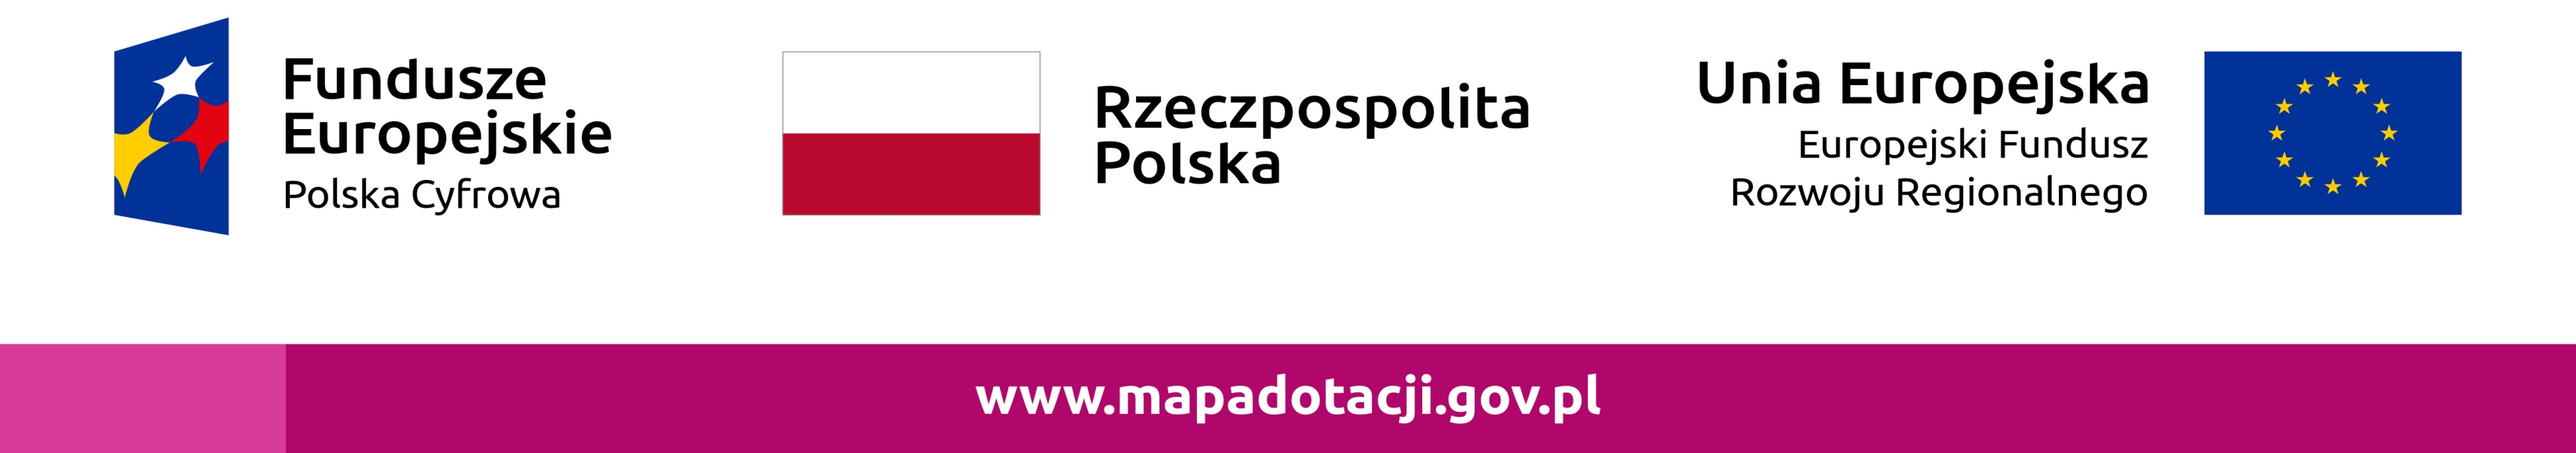 Fundusze
Europejskie
Polska Cyfrowa
Rzeczpospolita
Polska
Unia Europejska
Europejski Fundusz
Rozwoju Regionalnego
www.mapadotacji.gov.pl